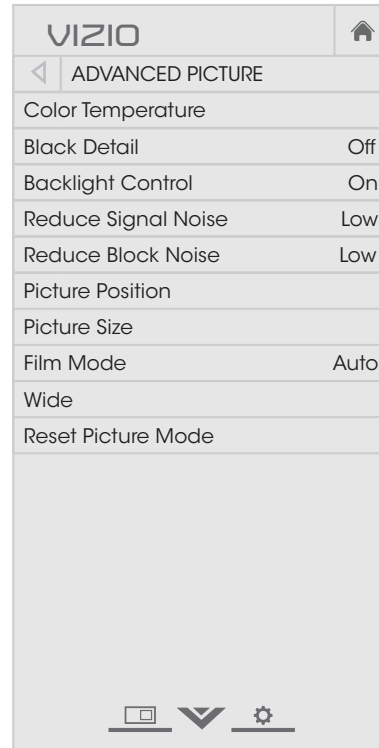 VIZIO
ADVANCED PICTURE
Color Temperature
Black Detail Off
Backlight Control On
Reduce Signal Noise Low
Reduce Block Noise Low
Picture Position
Picture Size
Film Mode Auto
Wide
Reset Picture Mode